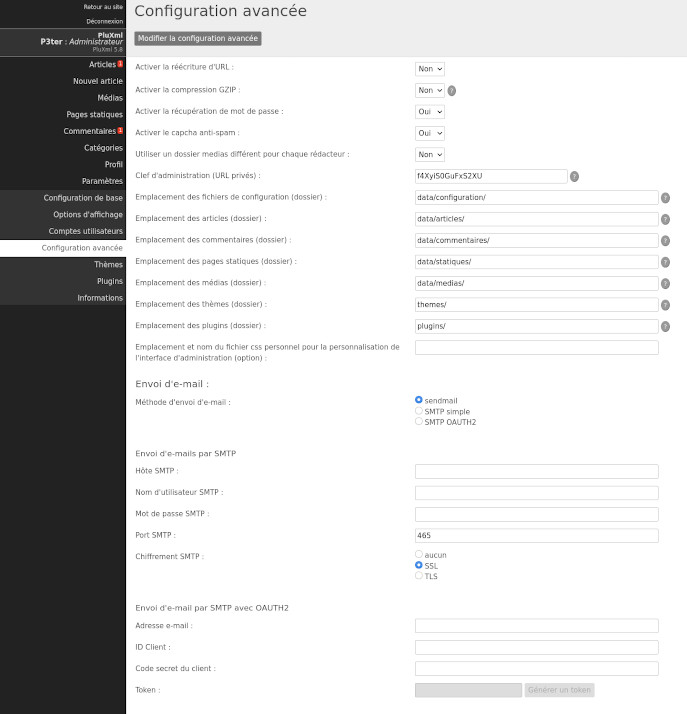 Retour au site
Déconnexion
PluXml
P3ter : Administrateur
PluXml 5.8
Articles 1
Nouvel article
Médias
Pages statiques
Commentaires 1
Catégories
Profil
Paramètres
Configuration de base
Options d'affichage
Comptes utilisateurs
Configuration avancée
Thèmes
Plugins
Informations
Configuration avancée
Modifier la configuration avancée
Activer la réécriture d'URL : Non
Activer la compression GZIP : Non ?
Activer la récupération de mot de passe : Oui
Activer le capcha anti-spam : Oui
Utiliser un dossier medias différent pour chaque rédacteur : Non
Clef d'administration (URL privés) : f4XyiS0GuFxS2XU ?
Emplacement des fichiers de configuration (dossier) : data/configuration/ ?
Emplacement des articles (dossier) : data/articles/ ?
Emplacement des commentaires (dossier) : data/commentaires/ ?
Emplacement des pages statiques (dossier) : data/statiques/ ?
Emplacement des médias (dossier) : data/medias/ ?
Emplacement des thèmes (dossier) : themes/ ?
Emplacement des plugins (dossier) : plugins/ ?
Emplacement et nom du fichier css personnel pour la personnalisation de
l'interface d'administration (option) :
Envoi d'e-mail :
Méthode d'envoi d'e-mail : sendmail
SMTP simple
SMTP OAUTH2
Envoi d'e-mails par SMTP
Hôte SMTP :
Nom d'utilisateur SMTP :
Mot de passe SMTP :
Port SMTP : 465
Chiffrement SMTP : aucun
SSL
TLS
Envoi d'e-mail par SMTP avec OAUTH2
Adresse e-mail :
ID Client :
Code secret du client :
Token : Générer un token